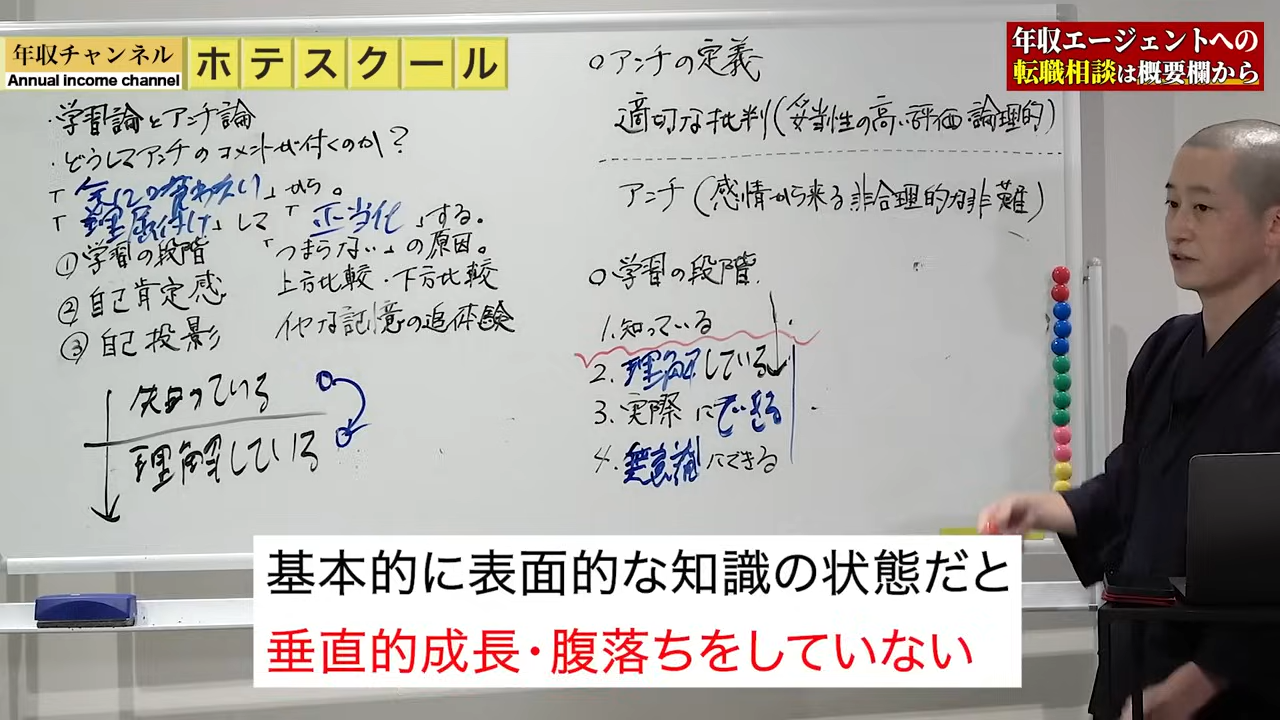 年収チャンネル
Annual income channel
ホテスクール
年収エージェントへの
転職相談は概要欄から
・学習論とアンチ論
・どうしてアンチのコメントが付くのか?
「気に食わない」から。
「理屈付け」して「正当化」する。
①学習の段階
「つまらない」の原因。
②自己肯定感
上方比較・下方比較
③自己投影
イヤな記憶の追体験
知っている
理解している
○アンチの定義
適切な批判(妥当性の高い評価・論理的)
アンチ(感情から来る非合理的な非難)
○学習の段階.
1.知っている
2.理解している
3.実際にできる
4.無意識にできる
基本的に表面的な知識の状態だと
垂直的成長・腹落ちをしていない